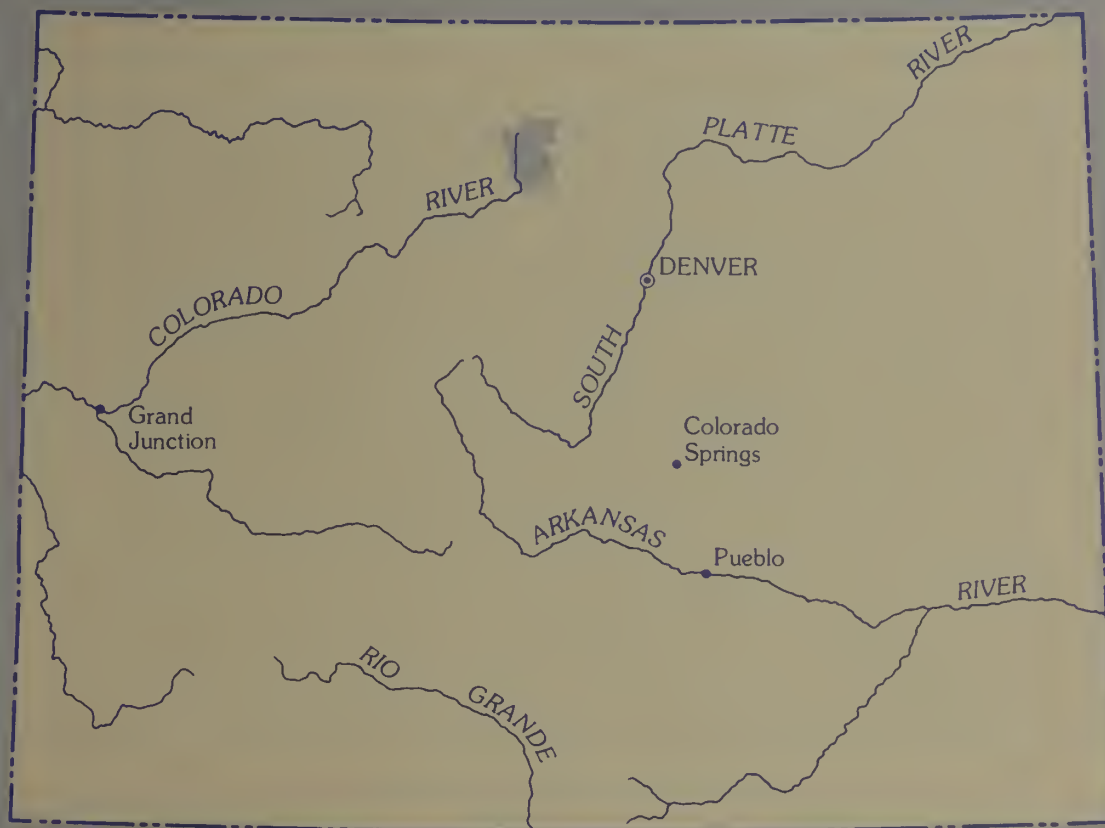 RIVER
PLATTE
RIVER
DENVER
COLORADO
SOUTH
Grand
Junction
Colorado
Springs
ARKANSAS
Pueblo
RIVER
RIO
GRANDE